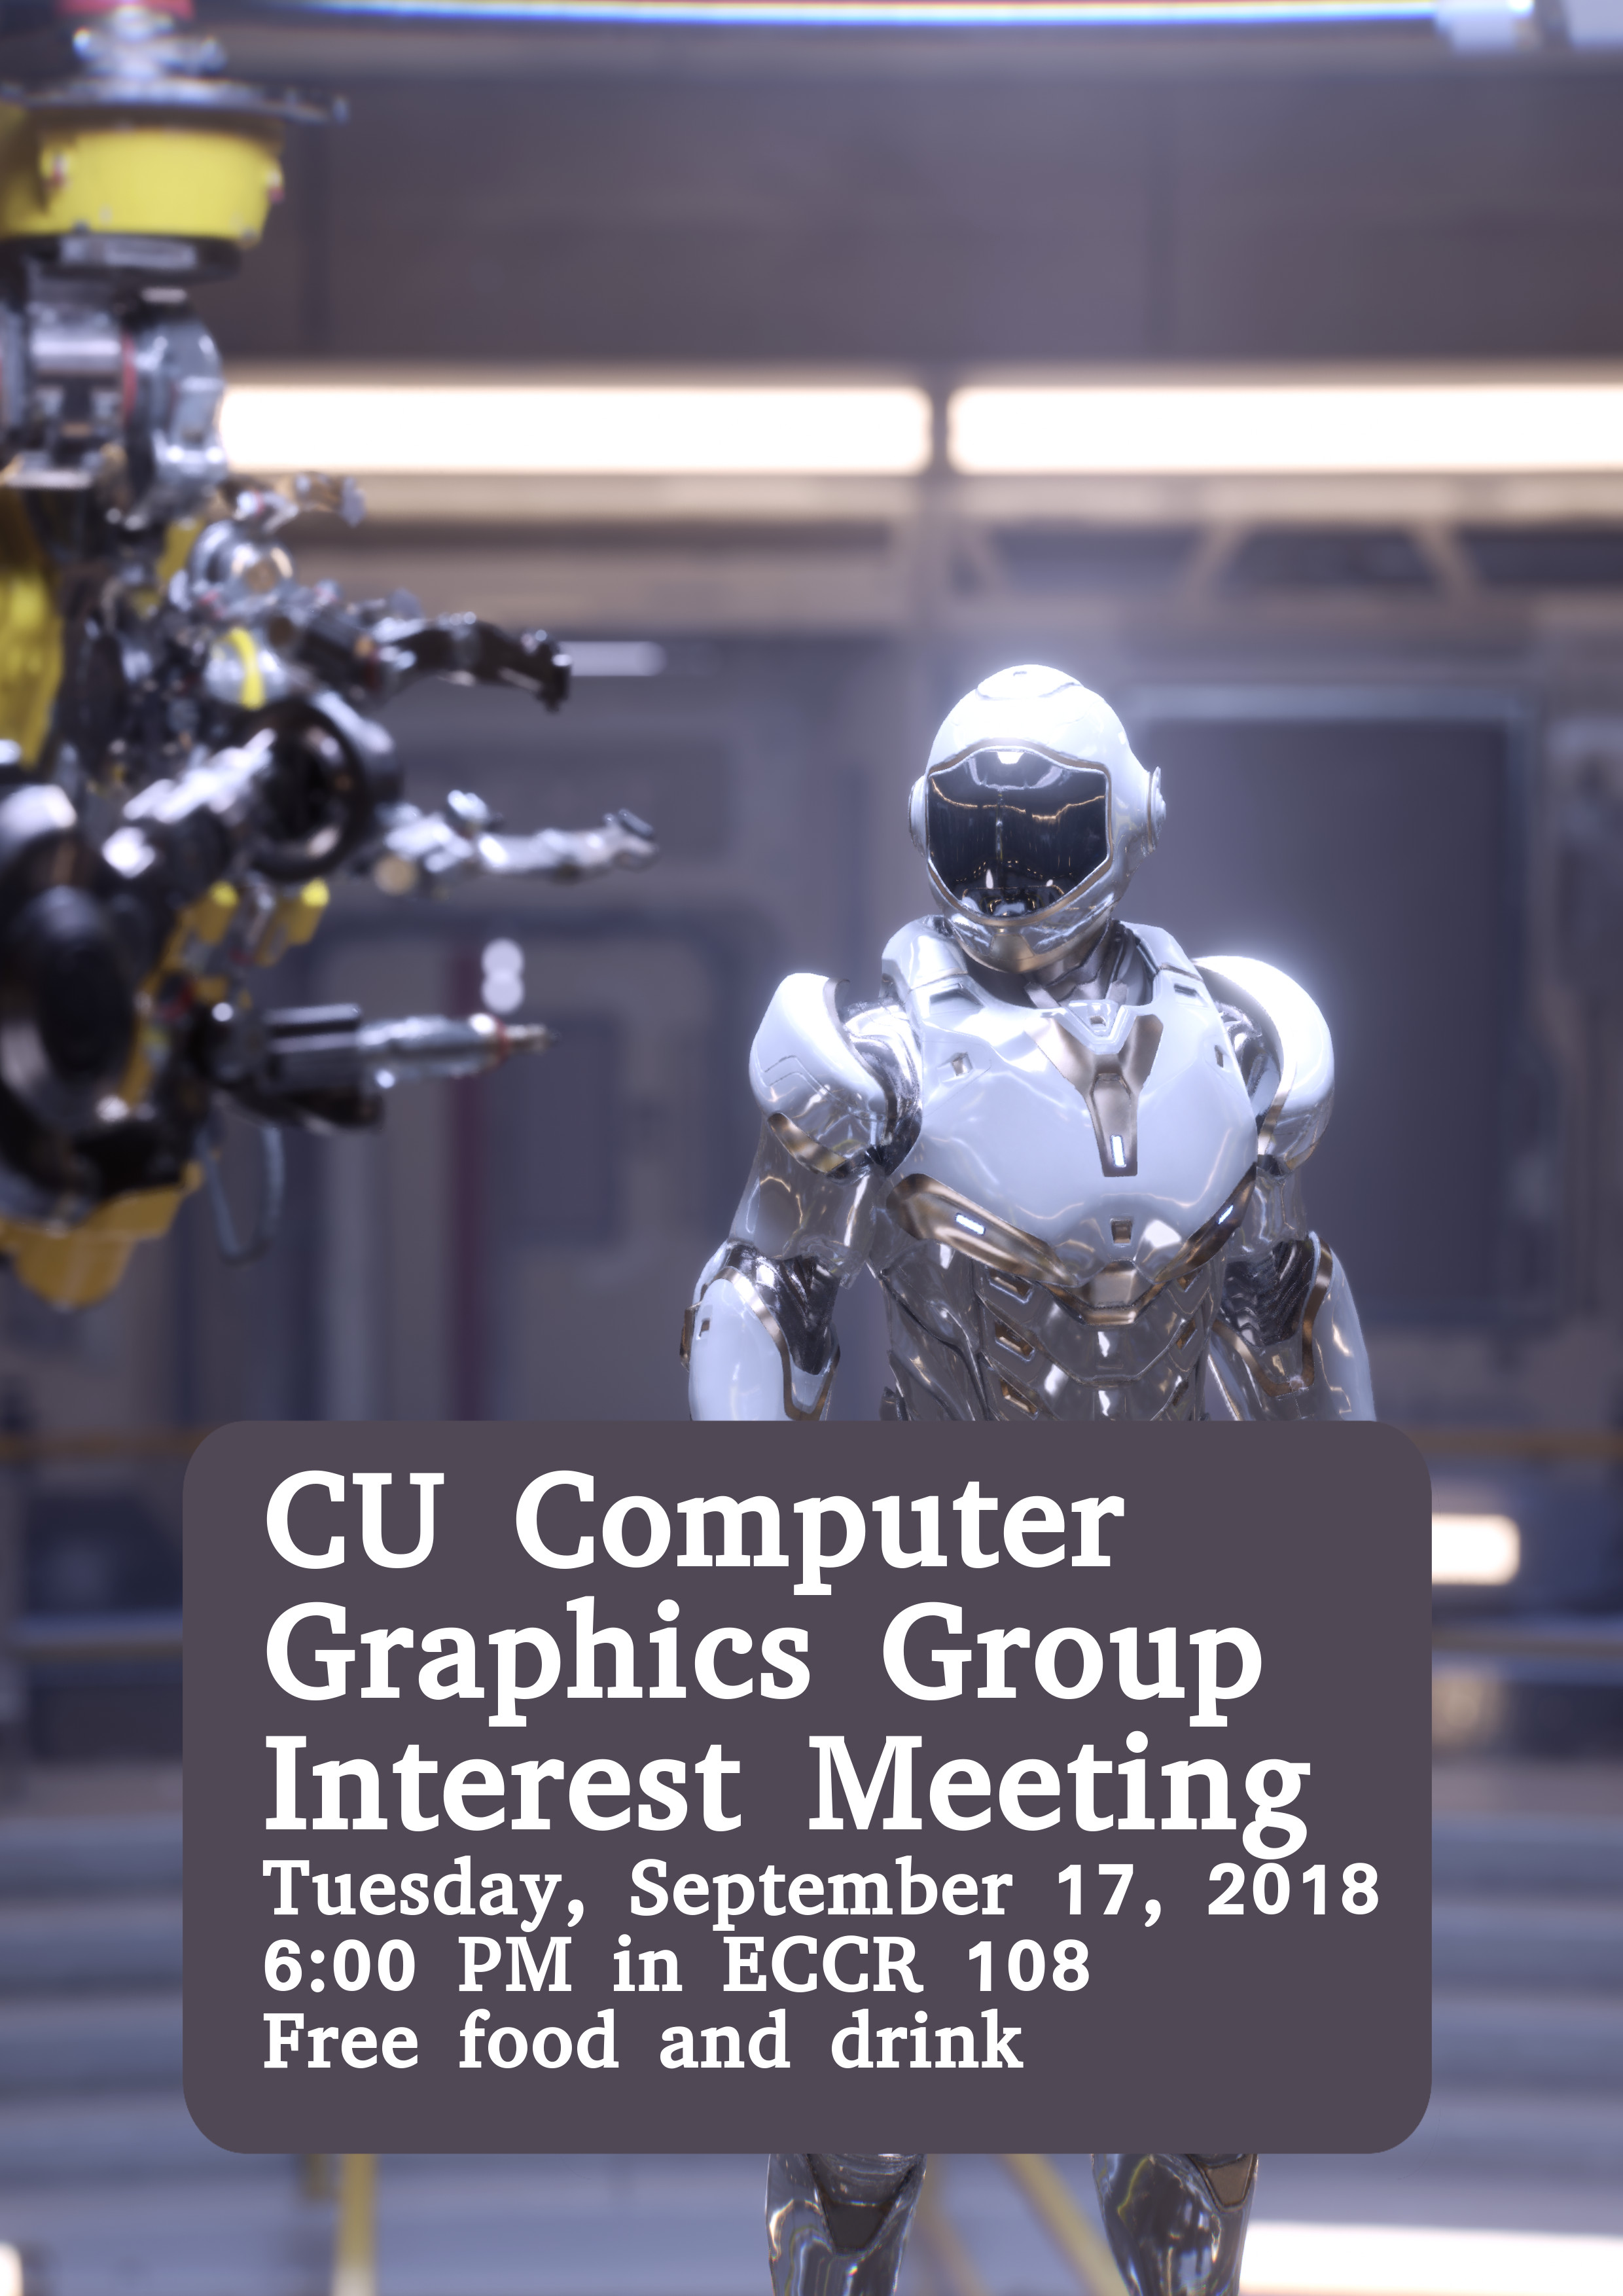 CU Computer
Graphics Group
Interest Meeting
Tuesday, September 17, 2018
6:00 PM in ECCR 108
Free food and drink